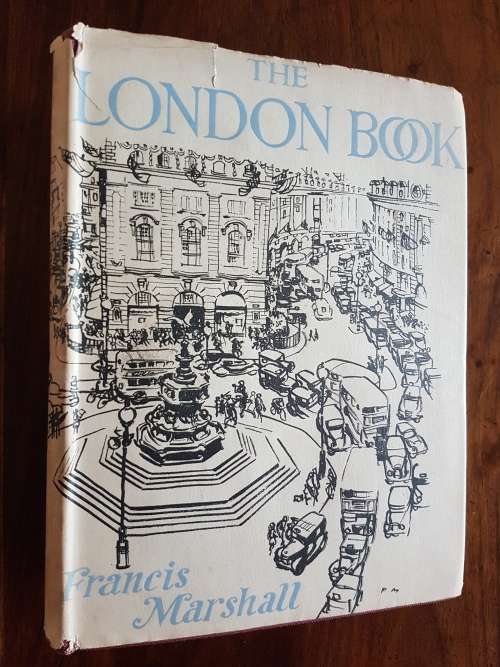 THE
LONDON BOOK
Francis
Marshall
F M